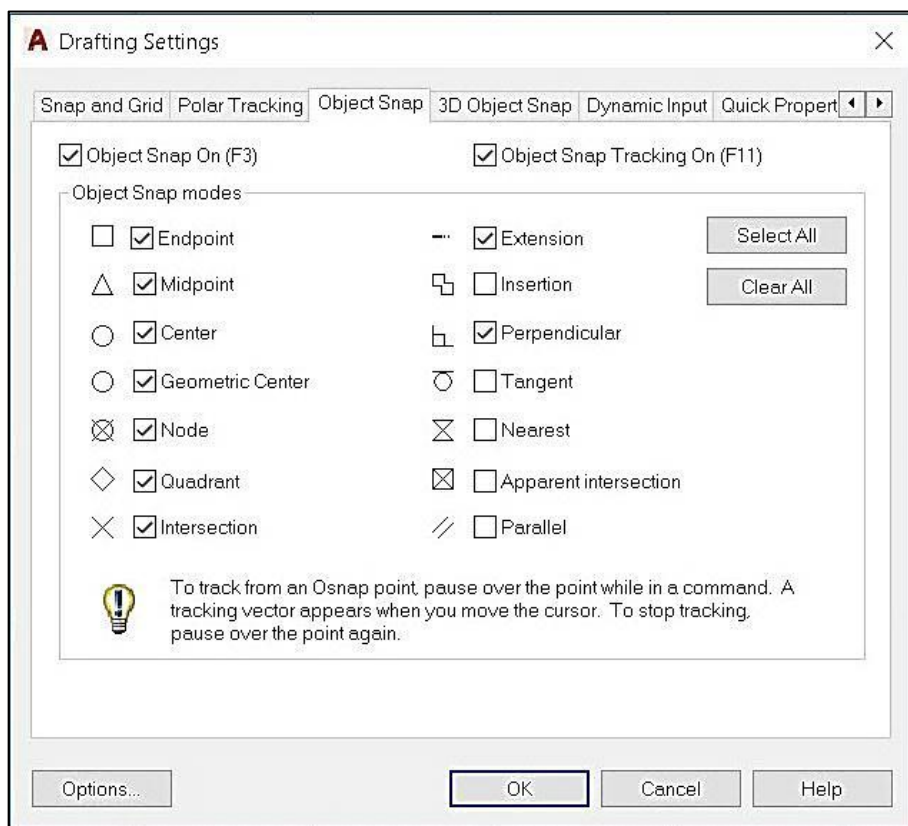 A Drafting Settings
Snap and Grid Polar Tracking Object Snap 3D Object Snap Dynamic Input Quick Propert
Object Snap On (F3) Object Snap Tracking On (F11)
Object Snap modes
Endpoint Extension Select All
Midpoint Insertion Clear All
Center Perpendicular
Geometric Center Tangent
Node Nearest
Quadrant Apparent intersection
Intersection Parallel
To track from an Osnap point, pause over the point while in a command. A
tracking vector appears when you move the cursor. To stop tracking,
pause over the point again.
Options... OK Cancel Help